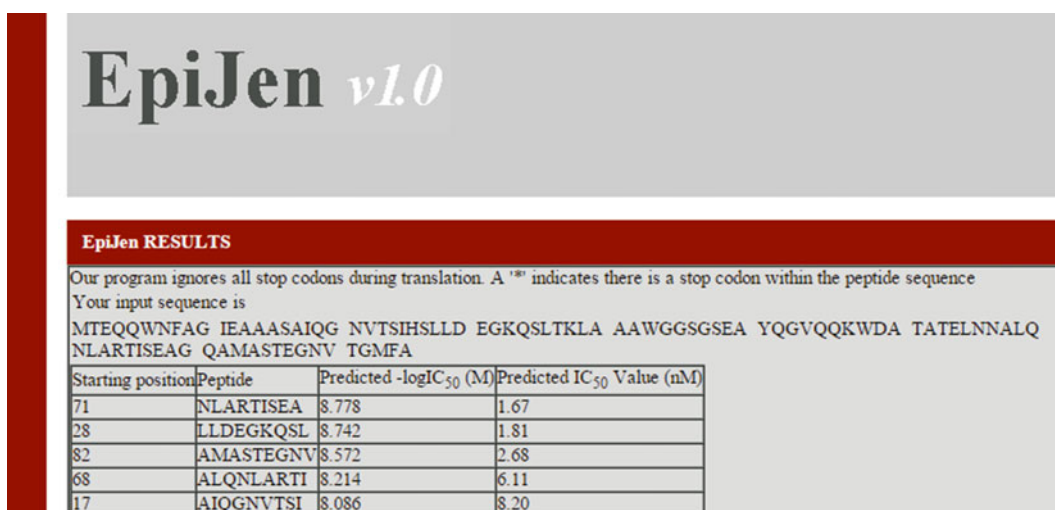 EpiJen v1.0
EpiJen RESULTS
Our program ignores all stop codons during translation. A '*' indicates there is a stop codon within the peptide sequence
Your input sequence is
MTEQQWNFAG IEAAASAIQG NVTSIHSLLD EGKQSLTKLA AAWGGSGSEA YQGVQQKWDA TATELNNALQ
NLARTISEAG QAMASTEGNV TGMFA
Starting position Peptide Predicted -logIC50 (M) Predicted IC50 Value (nM)
71 NLARTISEA 8.778 1.67
28 LLDEGKQSL 8.742 1.81
82 AMASTEGNV 8.572 2.68
68 ALQNLARTI 8.214 6.11
17 AIQGNVTSI 8.086 8.20